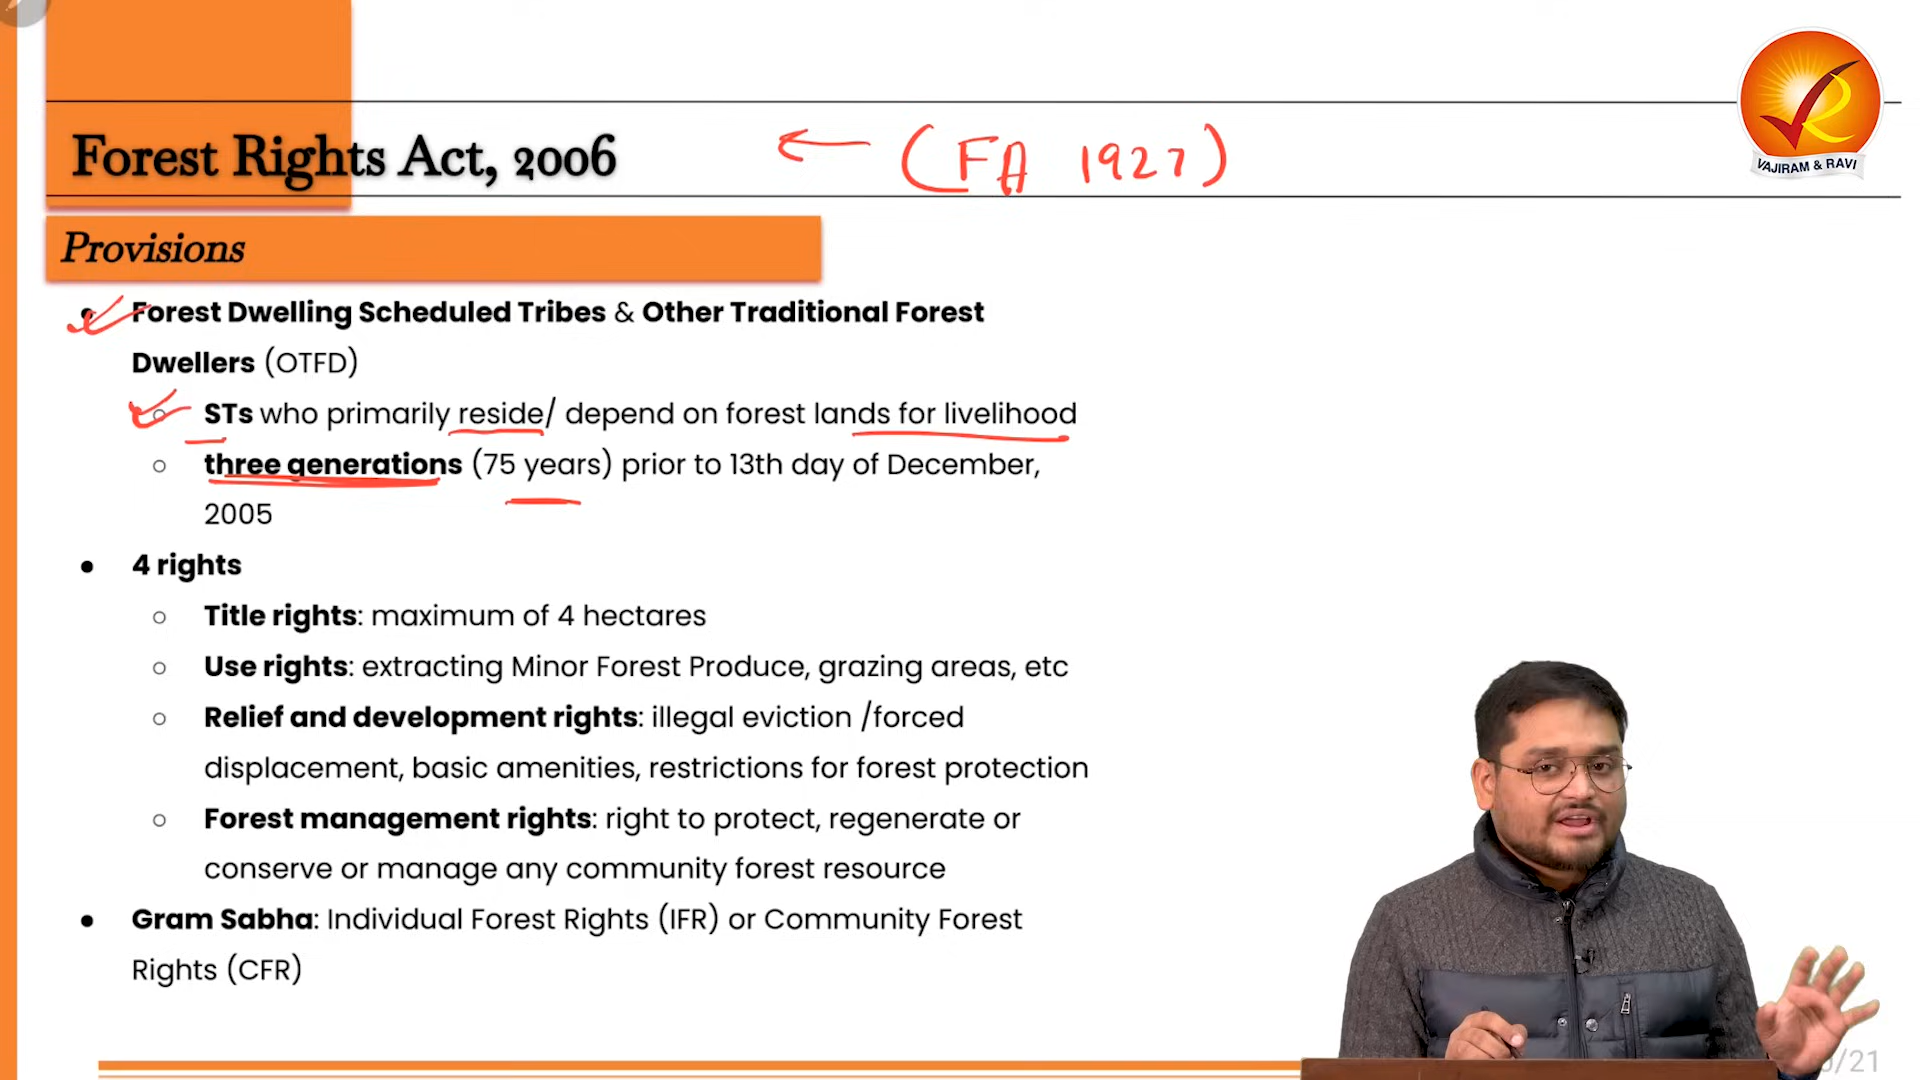 Forest Rights Act, 2006
← (FA 1927)
VAJIRAM & RAVI
Provisions
● Forest Dwelling Scheduled Tribes & Other Traditional Forest
Dwellers (OTFD)
○ STs who primarily reside/ depend on forest lands for livelihood
○ three generations (75 years) prior to 13th day of December,
2005
● 4 rights
○ Title rights: maximum of 4 hectares
○ Use rights: extracting Minor Forest Produce, grazing areas, etc
○ Relief and development rights: illegal eviction /forced
displacement, basic amenities, restrictions for forest protection
○ Forest management rights: right to protect, regenerate or
conserve or manage any community forest resource
● Gram Sabha: Individual Forest Rights (IFR) or Community Forest
Rights (CFR)
/21